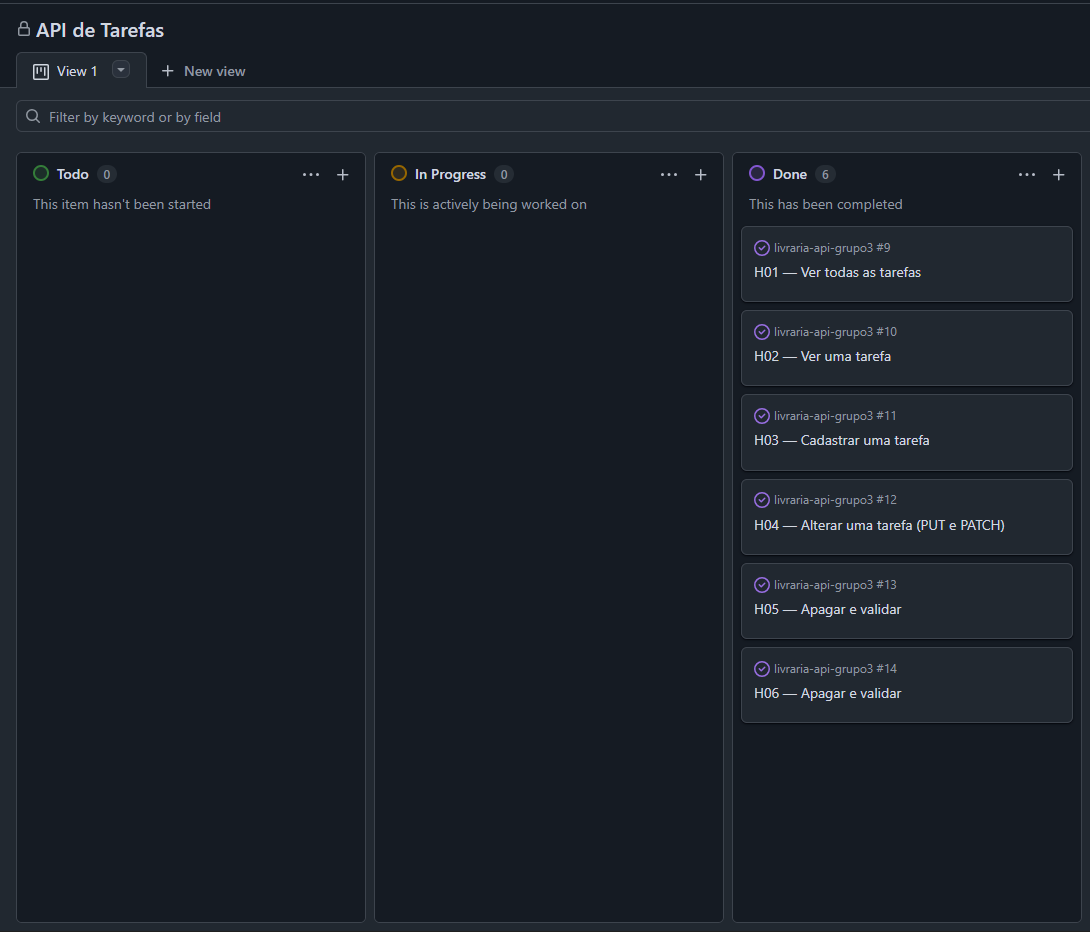 API de Tarefas
View 1
New view
Filter by keyword or by field
Todo 0
This item hasn't been started
In Progress 0
This is actively being worked on
Done 6
This has been completed
livraria-api-grupo3 #9
H01 — Ver todas as tarefas
livraria-api-grupo3 #10
H02 — Ver uma tarefa
livraria-api-grupo3 #11
H03 — Cadastrar uma tarefa
livraria-api-grupo3 #12
H04 — Alterar uma tarefa (PUT e PATCH)
livraria-api-grupo3 #13
H05 — Apagar e validar
livraria-api-grupo3 #14
H06 — Apagar e validar